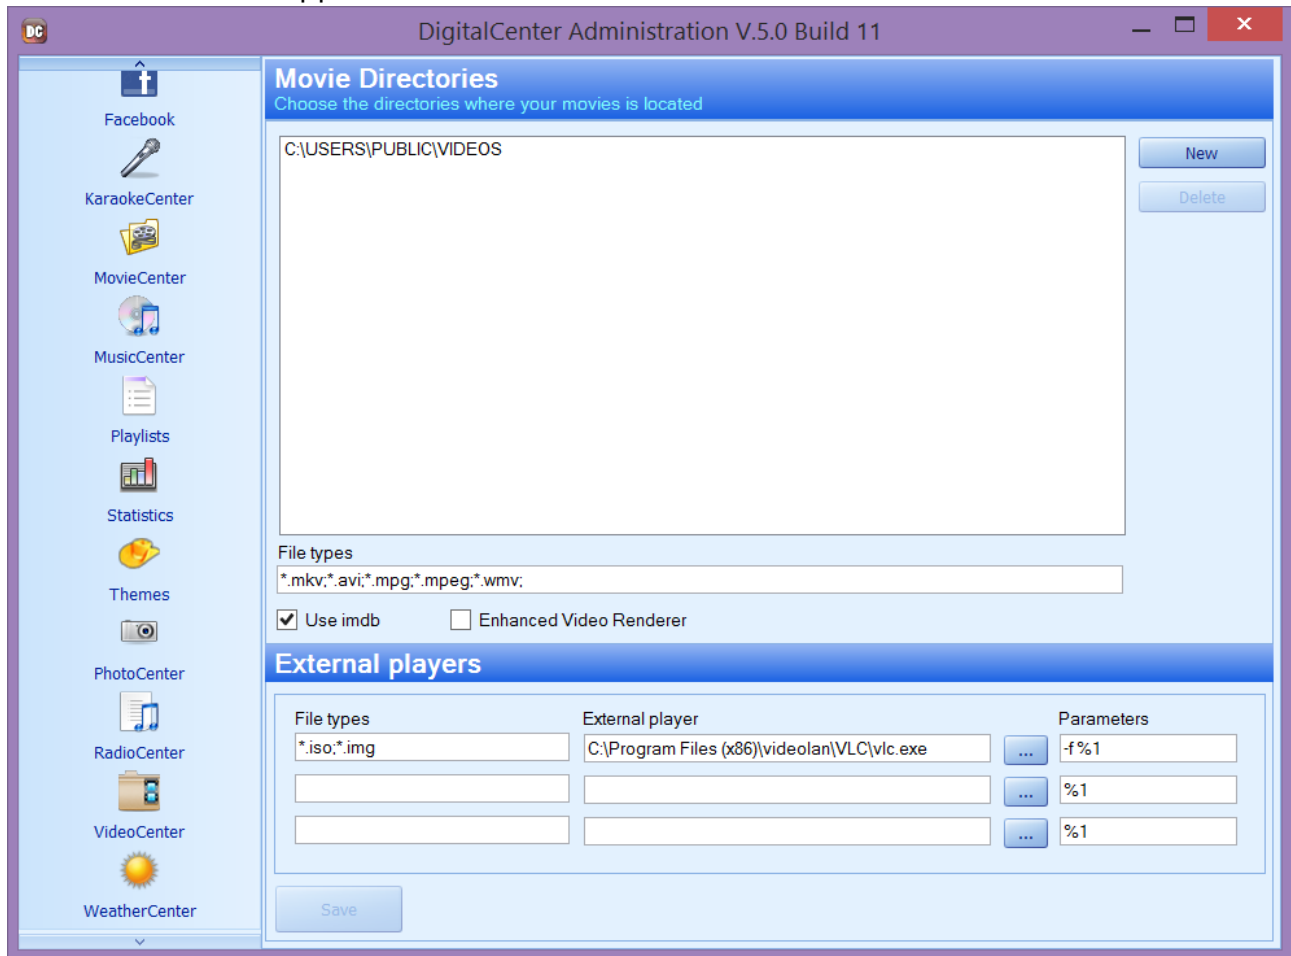 DC
DigitalCenter Administration V.5.0 Build 11
Facebook
KaraokeCenter
MovieCenter
MusicCenter
Playlists
Statistics
Themes
PhotoCenter
RadioCenter
VideoCenter
WeatherCenter
Movie Directories
Choose the directories where your movies is located
C:\USERS\PUBLIC\VIDEOS
New
Delete
File types
*.mkv;*.avi;*.mpg;*.mpeg;*.wmv;
Use imdb
Enhanced Video Renderer
External players
File types External player Parameters
*.iso;*.img C:\Program Files (x86)\videolan\VLC\vlc.exe ... -f %1
... %1
... %1
Save